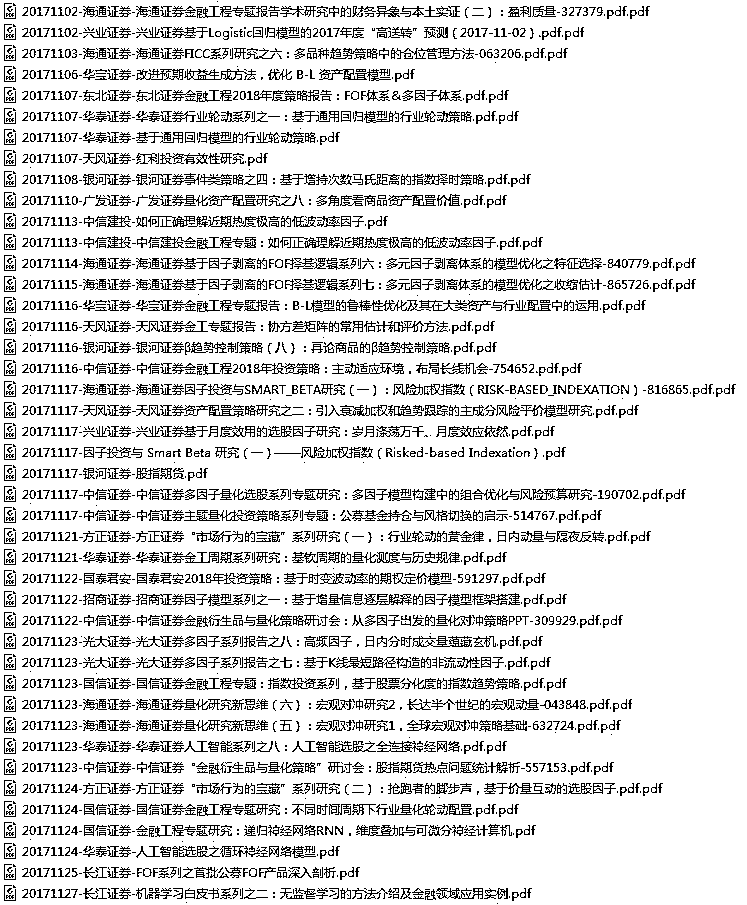 20171102-海通证券-海通证券金融工程专题报告学术研究中的财务异象与本土实证（二）：盈利质量-327379.pdf.pdf
20171102-兴业证券-兴业证券基于Logistic回归模型的2017年度“高送转”预测（2017-11-02）.pdf.pdf
20171103-海通证券-海通证券FICC系列研究之六：多品种趋势策略中的仓位管理方法-063206.pdf.pdf
20171106-华宝证券-改进预期收益生成方法，优化 B-L 资产配置模型.pdf
20171107-东北证券-东北证券金融工程2018年度策略报告：FOF体系＆多因子体系.pdf.pdf
20171107-华泰证券-华泰证券行业轮动系列之一：基于通用回归模型的行业轮动策略.pdf.pdf
20171107-华泰证券-基于通用回归模型的行业轮动策略.pdf
20171107-天风证券-红利投资有效性研究.pdf
20171108-银河证券-银河证券事件类策略之四：基于增持次数马氏距离的指数择时策略.pdf.pdf
20171110-广发证券-广发证券量化资产配置研究之八：多角度看商品资产配置价值.pdf.pdf
20171113-中信建投-如何正确理解近期热度极高的低波动率因子.pdf
20171113-中信建投-中信建投金融工程专题：如何正确理解近期热度极高的低波动率因子.pdf.pdf
20171114-海通证券-海通证券基于因子剥离的FOF择基逻辑系列六：多元因子剥离体系的模型优化之特征选择-840779.pdf.pdf
20171115-海通证券-海通证券基于因子剥离的FOF择基逻辑系列七：多元因子剥离体系的模型优化之收缩估计-865726.pdf.pdf
20171116-华宝证券-华宝证券金融工程专题报告：B-L模型的鲁棒性优化及其在大类资产与行业配置中的运用.pdf.pdf
20171116-天风证券-天风证券金工专题报告：协方差矩阵的常用估计和评价方法.pdf.pdf
20171116-银河证券-银河证券β趋势控制策略（八）：再论商品的β趋势控制策略.pdf.pdf
20171116-中信证券-中信证券金融工程2018年投资策略：主动适应环境，布局长线机会-754652.pdf.pdf
20171117-海通证券-海通证券因子投资与SMART_BETA研究（一）：风险加权指数（RISK-BASED_INDEXATION）-816865.pdf.pdf
20171117-天风证券-天风证券资产配置策略研究之二：引入衰减加权和趋势跟踪的主成分风险平价模型研究.pdf.pdf
20171117-兴业证券-兴业证券基于月度效用的选股因子研究：岁月涤荡万千、月度效应依然.pdf.pdf
20171117-因子投资与 Smart Beta 研究（一）——风险加权指数（Risked-based Indexation）.pdf
20171117-银河证券-股指期货.pdf
20171117-中信证券-中信证券多因子量化选股系列专题研究：多因子模型构建中的组合优化与风险预算研究-190702.pdf.pdf
20171117-中信证券-中信证券主题量化投资策略系列专题：公募基金持仓与风格切换的启示-514767.pdf.pdf
20171121-方正证券-方正证券“市场行为的宝藏”系列研究（一）：行业轮动的黄金律，日内动量与隔夜反转.pdf.pdf
20171121-华泰证券-华泰证券金工周期系列研究：基钦周期的量化测度与历史规律.pdf.pdf
20171122-国泰君安-国泰君安2018年投资策略：基于时变波动率的期权定价模型-591297.pdf.pdf
20171122-招商证券-招商证券因子模型系列之一：基于增量信息逐层解释的因子模型框架搭建.pdf.pdf
20171122-中信证券-中信证券金融衍生品与量化策略研讨会：从多因子出发的量化对冲策略PPT-309929.pdf.pdf
20171123-光大证券-光大证券多因子系列报告之八：高频因子，日内分时成交量蕴藏玄机.pdf.pdf
20171123-光大证券-光大证券多因子系列报告之七：基于K线最短路径构造的非流动性因子.pdf.pdf
20171123-国信证券-国信证券金融工程专题：指数投资系列，基于股票分化度的指数趋势策略.pdf.pdf
20171123-海通证券-海通证券量化研究新思维（六）：宏观对冲研究2，长达半个世纪的宏观动量-043848.pdf.pdf
20171123-海通证券-海通证券量化研究新思维（五）：宏观对冲研究1，全球宏观对冲策略基础-632724.pdf.pdf
20171123-华泰证券-华泰证券人工智能系列之八：人工智能选股之全连接神经网络.pdf.pdf
20171123-中信证券-中信证券“金融衍生品与量化策略”研讨会：股指期货热点问题统计解析-557153.pdf.pdf
20171124-方正证券-方正证券“市场行为的宝藏”系列研究（二）：抢跑者的脚步声，基于价量互动的选股因子.pdf.pdf
20171124-国信证券-国信证券金融工程专题研究：不同时间周期下行业量化轮动配置.pdf.pdf
20171124-国信证券-金融工程专题研究：递归神经网络RNN，维度叠加与可微分神经计算机.pdf.pdf
20171124-华泰证券-人工智能选股之循环神经网络模型.pdf.pdf
20171125-长江证券-FOF系列之首批公募FOF产品深入剖析.pdf.pdf
20171127-长江证券-机器学习白皮书系列之二：无监督学习的方法介绍及金融领域应用实例.pdf.pdf